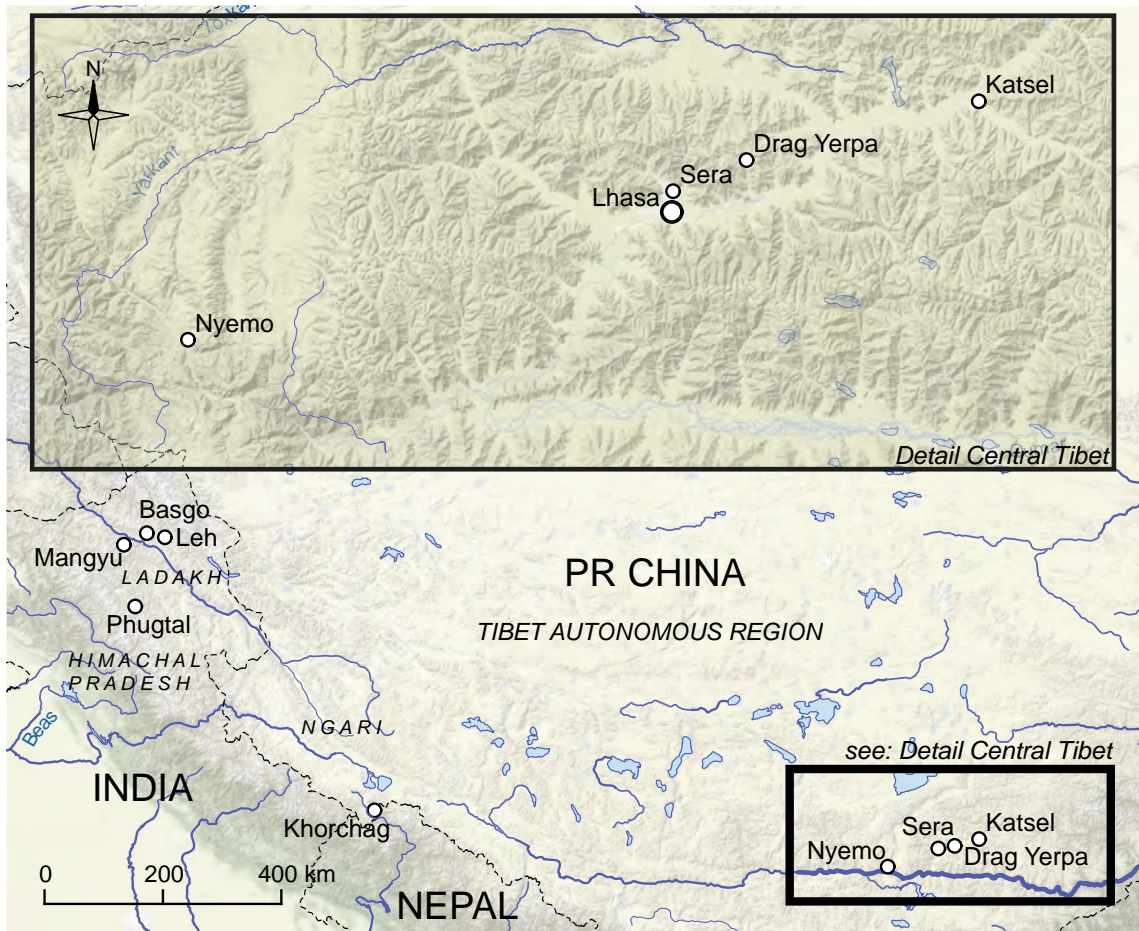 Toxkan
N
Yarkant
Katsel
Drag Yerpa
Sera
Lhasa
Nyemo
Detail Central Tibet
Basgo
Leh
Mangyu
LADAKH
Phugtal
HIMACHAL
PRADESH
Beas
PR CHINA
TIBET AUTONOMOUS REGION
NGARI
see: Detail Central Tibet
INDIA
Khorchag
Sera
Katsel
Nyemo
Drag Yerpa
0 200 400 km
NEPAL